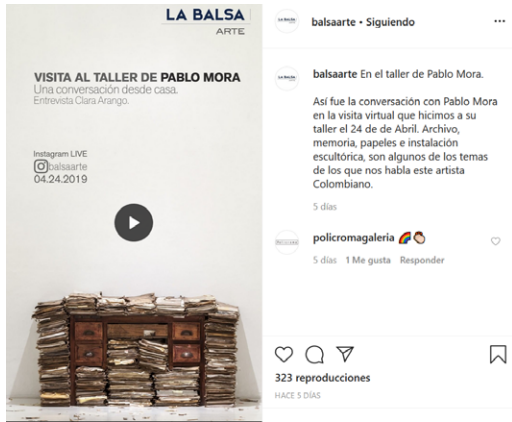 LA BALSA
ARTE
VISITA AL TALLER DE PABLO MORA
Una conversación desde casa.
Entrevista Clara Arango.
Instagram LIVE
balsaarte
04.24.2019
balsaarte • Siguiendo
balsaarte En el taller de Pablo Mora.
Así fue la conversación con Pablo Mora
en la visita virtual que hicimos a su
taller el 24 de de Abril. Archivo,
memoria, papeles e instalación
escultórica, son algunos de los temas
de los que nos habla este artista
Colombiano.
5 días
policromagaleria 🌈👨🏻
5 días 1 Me gusta Responder
323 reproducciones
HACE 5 DÍAS